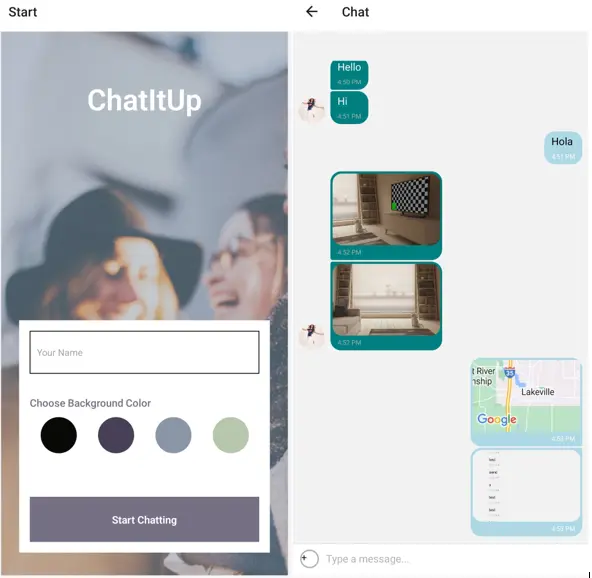 Start
ChatItUp
Your Name
Choose Background Color
Start Chatting
Chat
Hello
4:50 PM
Hi
4:51 PM
Hola
4:51 PM
4:52 PM
4:52 PM
t River
nship
35
Lakeville
Google
4:53 PM
4:53 PM
+
Type a message...